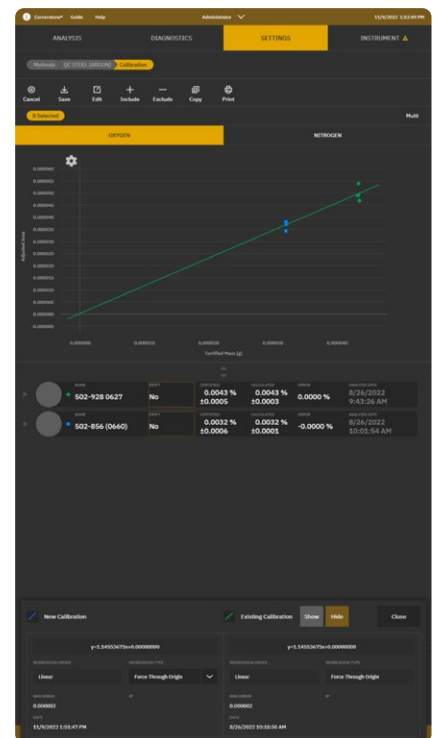 Cornerstone® Guide Help Administrator 11/9/2022 1:53:49 PM
ANALYSIS DIAGNOSTICS SETTINGS INSTRUMENT
Methods QC STEEL (ARGON) Calibration
Cancel Save Edit Include Exclude Copy Print
0 Selected Multi
OXYGEN NITROGEN
Adjusted Area
Certified Mass (g)
NAME DRIFT CERTIFIED CALCULATED ERROR ANALYSIS DATE
502-928 0627 No 0.0043 % 0.0043 % 0.0000 % 8/26/2022
±0.0005 ±0.0003 9:43:26 AM
NAME DRIFT CERTIFIED CALCULATED ERROR ANALYSIS DATE
502-856 (0660) No 0.0032 % 0.0032 % -0.0000 % 8/26/2022
±0.0006 ±0.0001 10:01:54 AM
New Calibration Existing Calibration Show Hide Close
y=1.14553675x+0.00000000 y=1.14553675x+0.00000000
REGRESSION ORDER REGRESSION TYPE REGRESSION ORDER REGRESSION TYPE
Linear Force Through Origin Linear Force Through Origin
RMS ERROR RMS ERROR
0.000002 0.000002
DATE DATE
11/9/2022 1:51:47 PM 8/26/2022 10:18:50 AM